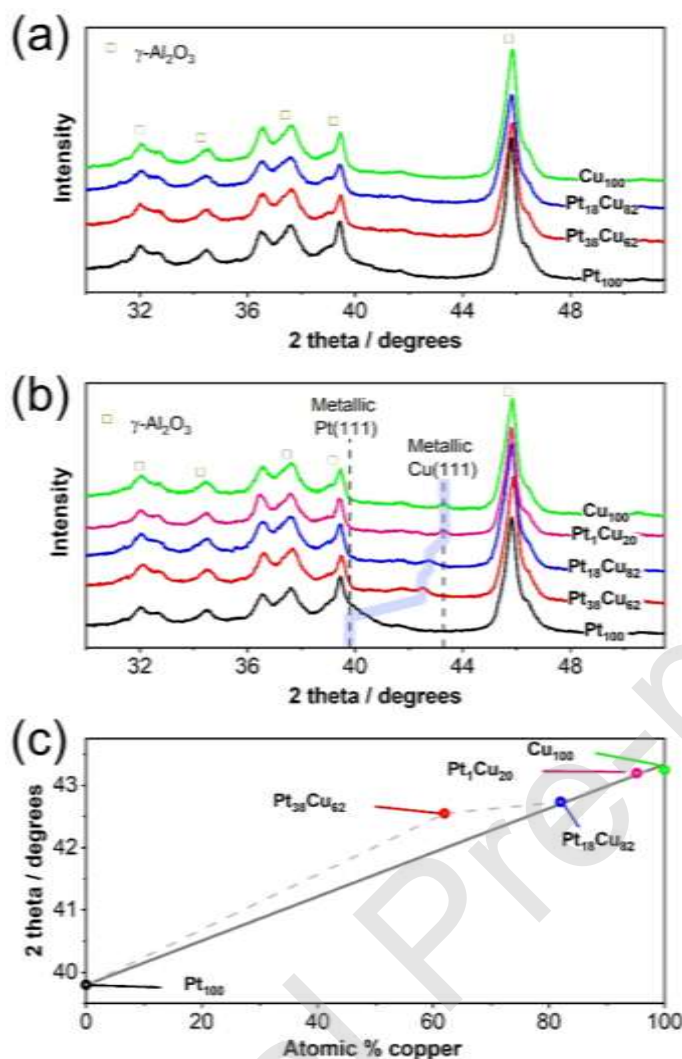 (a)
□ γ-Al₂O₃
Intensity
Cu₁₀₀
Pt₁₈Cu₈₂
Pt₃₈Cu₆₂
Pt₁₀₀
32 36 40 44 48
2 theta / degrees
(b)
□ γ-Al₂O₃
Metallic
Pt(111)
Metallic
Cu(111)
Intensity
Cu₁₀₀
Pt₁Cu₂₀
Pt₁₈Cu₈₂
Pt₃₈Cu₆₂
Pt₁₀₀
32 36 40 44 48
2 theta / degrees
(c)
2 theta / degrees
43
42
41
40
Cu₁₀₀
Pt₁Cu₂₀
Pt₃₈Cu₆₂
Pt₁₈Cu₈₂
Pt₁₀₀
0 20 40 60 80 100
Atomic % copper